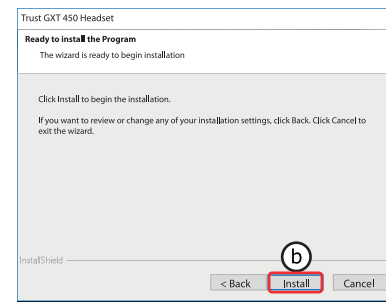 Trust GXT 450 Headset
Ready to install the Program
The wizard is ready to begin installation
Click Install to begin the installation.
If you want to review or change any of your installation settings, click Back. Click Cancel to
exit the wizard.
b
InstallShield
< Back Install Cancel